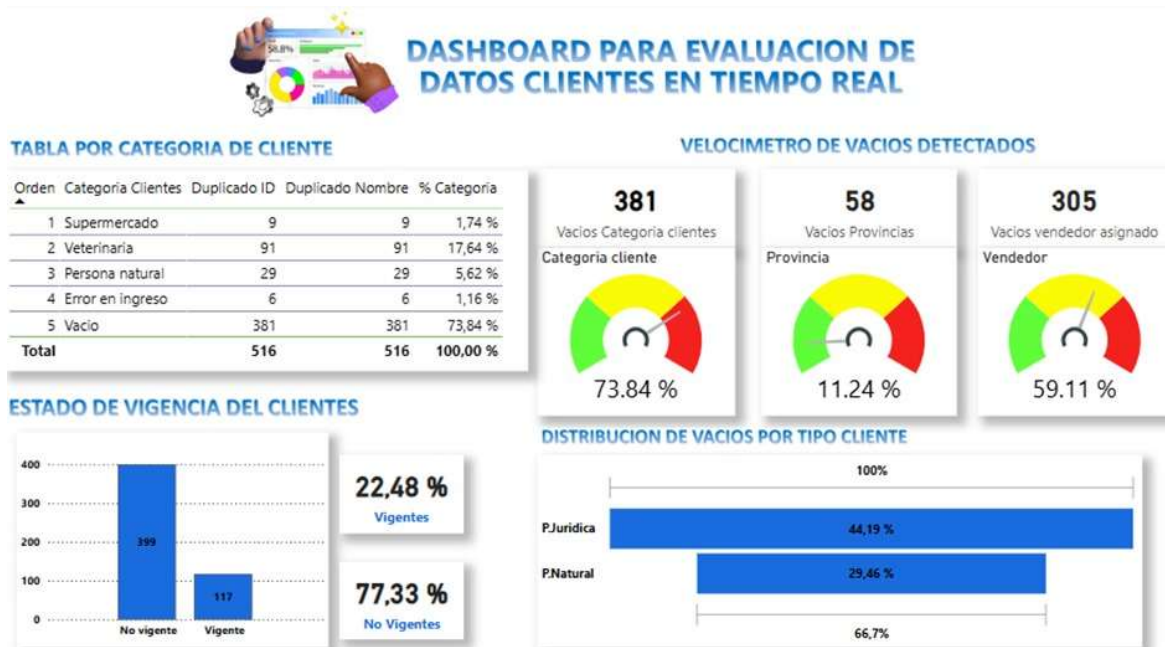 58.8%
DASHBOARD PARA EVALUACION DE
DATOS CLIENTES EN TIEMPO REAL
TABLA POR CATEGORIA DE CLIENTE
Orden Categoria Clientes Duplicado ID Duplicado Nombre % Categoria
1 Supermercado 9 9 1,74 %
2 Veterinaria 91 91 17,64 %
3 Persona natural 29 29 5,62 %
4 Error en ingreso 6 6 1,16 %
5 Vacio 381 381 73,84 %
Total 516 516 100,00 %
VELOCIMETRO DE VACIOS DETECTADOS
381
Vacios Categoria clientes
Categoria cliente
73.84 %
58
Vacios Provincias
Provincia
11.24 %
305
Vacios vendedor asignado
Vendedor
59.11 %
ESTADO DE VIGENCIA DEL CLIENTES
400
300
200
100
0
399
117
No vigente Vigente
22,48 %
Vigentes
77,33 %
No Vigentes
DISTRIBUCION DE VACIOS POR TIPO CLIENTE
100%
P.Juridica 44,19 %
P.Natural 29,46 %
66,7%